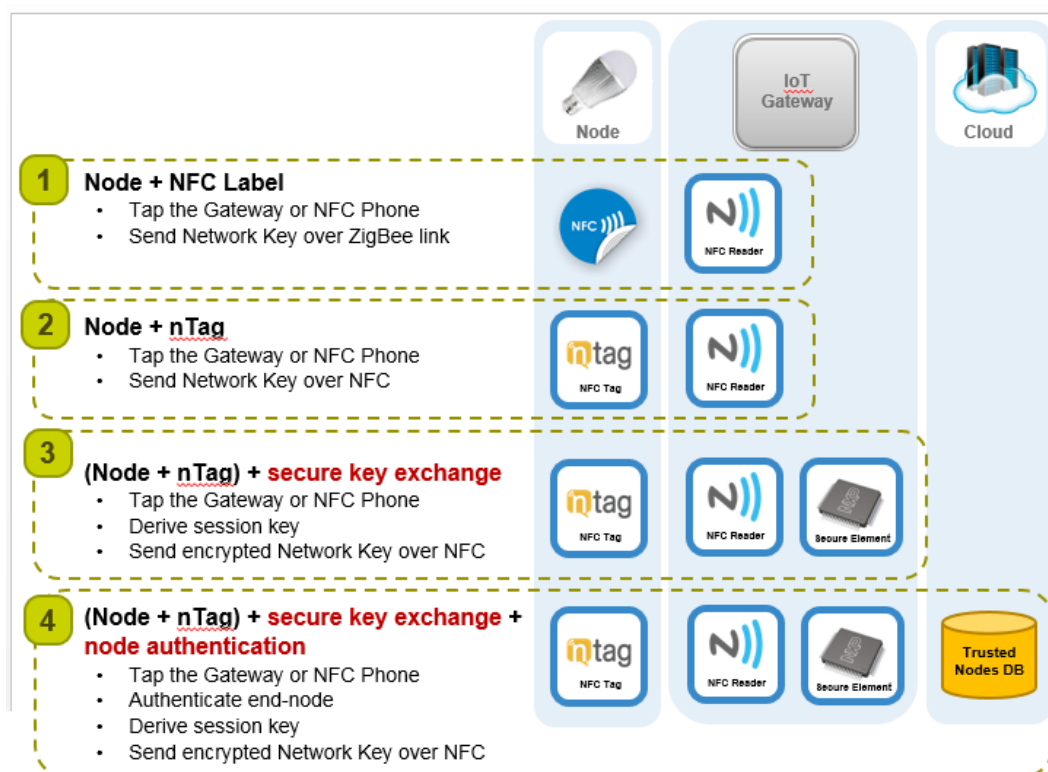 IoT
Gateway
Node
Cloud
1
Node + NFC Label
• Tap the Gateway or NFC Phone
• Send Network Key over ZigBee link
NFC
NFC Reader
2
Node + nTag
• Tap the Gateway or NFC Phone
• Send Network Key over NFC
ntag
NFC Tag
NFC Reader
3
(Node + nTag) + secure key exchange
• Tap the Gateway or NFC Phone
• Derive session key
• Send encrypted Network Key over NFC
ntag
NFC Tag
NFC Reader
NXP
Secure Element
4
(Node + nTag) + secure key exchange +
node authentication
• Tap the Gateway or NFC Phone
• Authenticate end-node
• Derive session key
• Send encrypted Network Key over NFC
ntag
NFC Tag
NFC Reader
NXP
Secure Element
Trusted
Nodes DB